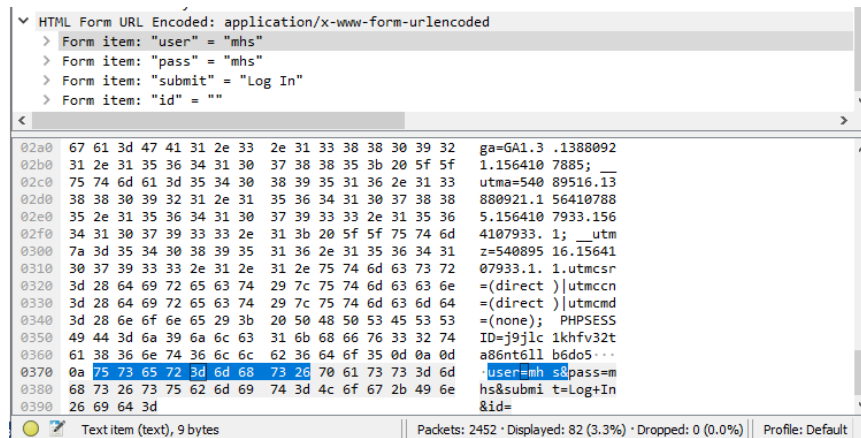 HTML Form URL Encoded: application/x-www-form-urlencoded
Form item: "user" = "mhs"
Form item: "pass" = "mhs"
Form item: "submit" = "Log In"
Form item: "id" = ""
02a0 67 61 3d 47 41 31 2e 33 2e 31 33 38 38 30 39 32 ga=GA1.3 .1388092
02b0 31 2e 31 35 36 34 31 30 37 38 38 35 3b 20 5f 5f 1.156410 7885; __
02c0 75 74 6d 61 3d 35 34 30 38 39 35 31 36 2e 31 33 utma=540 89516.13
02d0 38 38 30 39 32 31 2e 31 35 36 34 31 30 37 38 38 880921.1 56410788
02e0 35 2e 31 35 36 34 31 30 37 39 33 33 2e 31 35 36 5.156410 7933.156
02f0 34 31 30 37 39 33 33 2e 31 3b 20 5f 5f 75 74 6d 4107933. 1; __utm
0300 7a 3d 35 34 30 38 39 35 31 36 2e 31 35 36 34 31 z=540895 16.15641
0310 30 37 39 33 33 2e 31 2e 31 2e 75 74 6d 63 73 72 07933.1. 1.utmcsr
0320 3d 28 64 69 72 65 63 74 29 7c 75 74 6d 63 63 6e =(direct )|utmccn
0330 3d 28 64 69 72 65 63 74 29 7c 75 74 6d 63 6d 64 =(direct )|utmcmd
0340 3d 28 6e 6f 6e 65 29 3b 20 50 48 50 53 45 53 53 =(none); PHPSESS
0350 49 44 3d 6a 39 6a 6c 63 31 6b 68 66 76 33 32 74 ID=j9jlc 1khfv32t
0360 61 38 36 6e 74 36 6c 6c 62 36 64 6f 35 0d 0a 0d a86nt6ll b6do5···
0370 0a 75 73 65 72 3d 6d 68 73 26 70 61 73 73 3d 6d ·user=mh s&pass=m
0380 68 73 26 73 75 62 6d 69 74 3d 4c 6f 67 2b 49 6e hs&submi t=Log+In
0390 26 69 64 3d &id=
Text item (text), 9 bytes Packets: 2452 · Displayed: 82 (3.3%) · Dropped: 0 (0.0%) Profile: Default